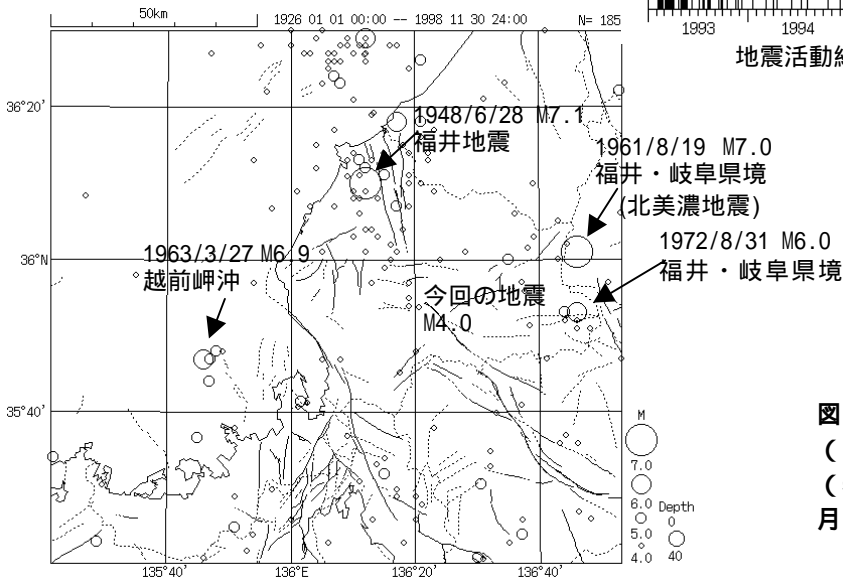 50km
1926 01 01 00:00 -- 1998 11 30 24:00 N= 185
1993 1994
地震活動
36°20'
1948/6/28 M7.1
福井地震
1961/8/19 M7.0
福井・岐阜県境
(北美濃地震)
36°N
1963/3/27 M6.9
越前岬沖
1972/8/31 M6.0
福井・岐阜県境
今回の地震
M4.0
35°40'
図
(
(
月
M
7.0
6.0
5.0
4.0
Depth
0
40
135°40' 136°E 136°20' 136°40'